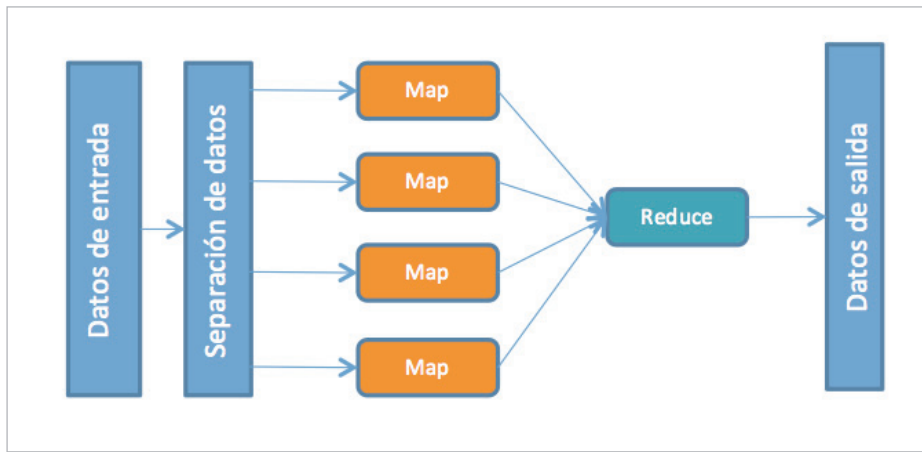 Datos de entrada
Separación de datos
Map
Map
Map
Map
Reduce
Datos de salida